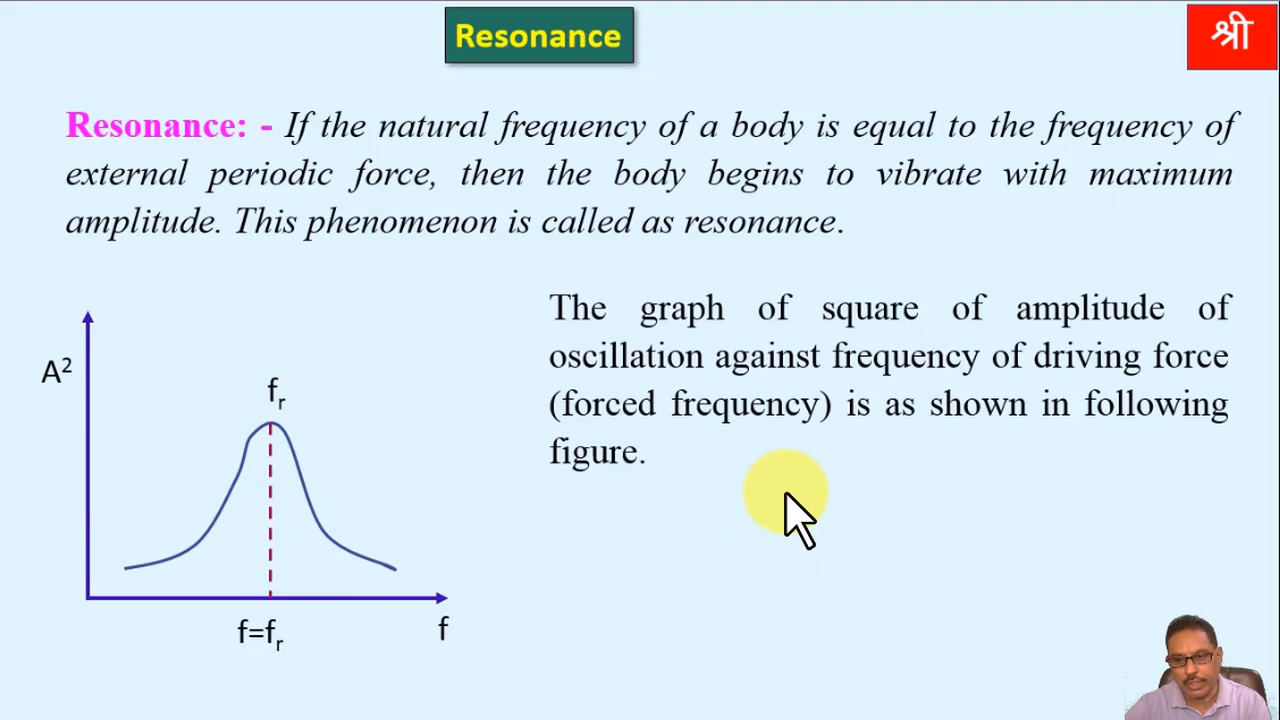 Resonance
श्री
Resonance: - If the natural frequency of a body is equal to the frequency of
external periodic force, then the body begins to vibrate with maximum
amplitude. This phenomenon is called as resonance.
The graph of square of amplitude of
oscillation against frequency of driving force
(forced frequency) is as shown in following
figure.
A²
fᵣ
f=fᵣ
f